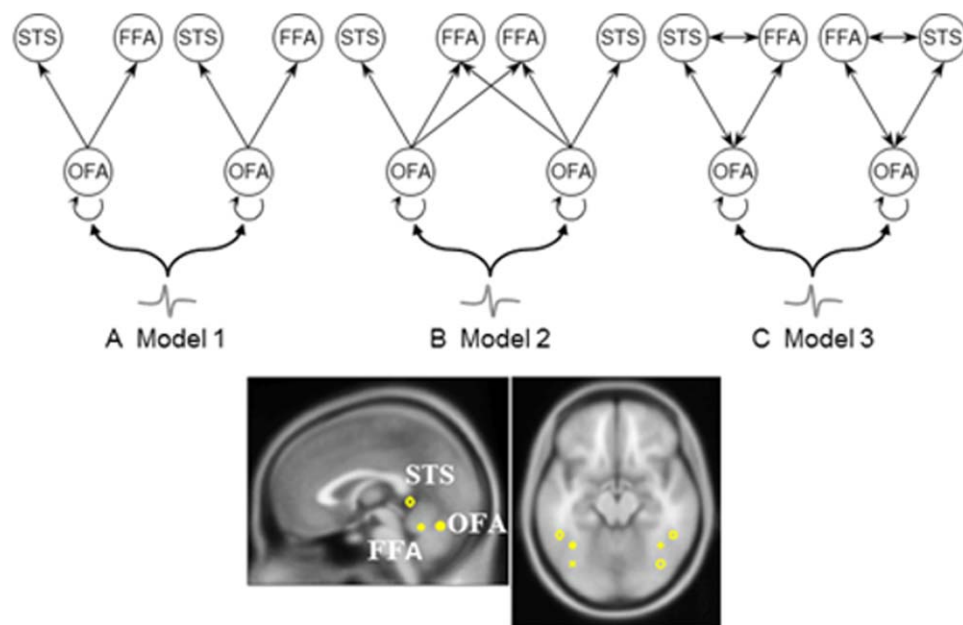 STS FFA STS FFA STS FFA FFA STS STS FFA FFA STS
OFA OFA OFA OFA OFA OFA
A Model 1 B Model 2 C Model 3
STS
OFA
FFA